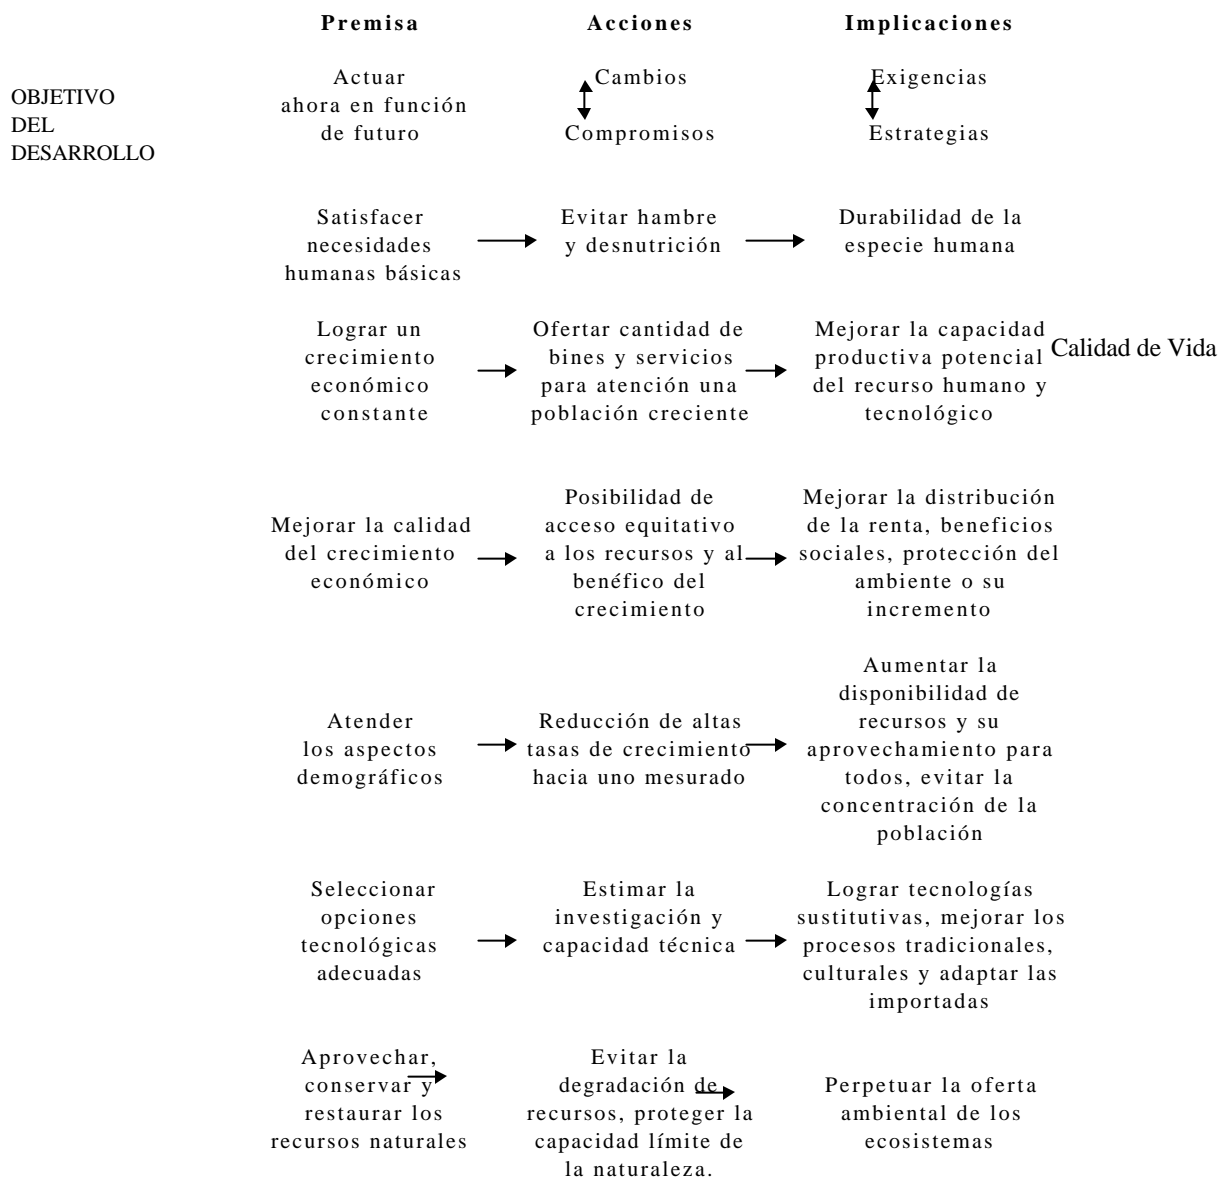 Premisa
Acciones
Implicaciones
OBJETIVO
DEL
DESARROLLO
Actuar
ahora en función
de futuro
Cambios
Compromisos
Exigencias
Estrategias
Satisfacer
necesidades
humanas básicas
Evitar hambre
y desnutrición
Durabilidad de la
especie humana
Lograr un
crecimiento
económico
constante
Ofertar cantidad de
bines y servicios
para atención una
población creciente
Mejorar la capacidad
productiva potencial
del recurso humano y
tecnológico
Calidad de Vida
Mejorar la calidad
del crecimiento
económico
Posibilidad de
acceso equitativo
a los recursos y al
benéfico del
crecimiento
Mejorar la distribución
de la renta, beneficios
sociales, protección del
ambiente o su
incremento
Atender
los aspectos
demográficos
Reducción de altas
tasas de crecimiento
hacia uno mesurado
Aumentar la
disponibilidad de
recursos y su
aprovechamiento para
todos, evitar la
concentración de la
población
Seleccionar
opciones
tecnológicas
adecuadas
Estimar la
investigación y
capacidad técnica
Lograr tecnologías
sustitutivas, mejorar los
procesos tradicionales,
culturales y adaptar las
importadas
Aprovechar,
conservar y
restaurar los
recursos naturales
Evitar la
degradación de
recursos, proteger la
capacidad límite de
la naturaleza.
Perpetuar la oferta
ambiental de los
ecosistemas